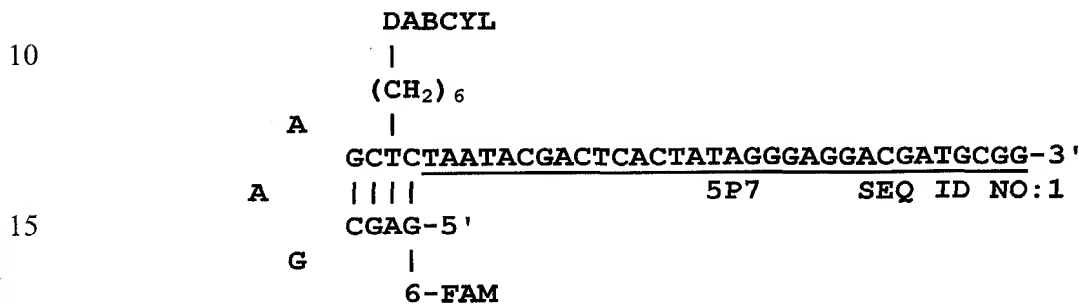 DABCYL
10 |
(CH₂)₆
A |
GCTCTAATACGACTCACTATAGGGAGGACGATGCGG-3'
A |||| 5P7 SEQ ID NO:1
15 CGAG-5'
G |
6-FAM